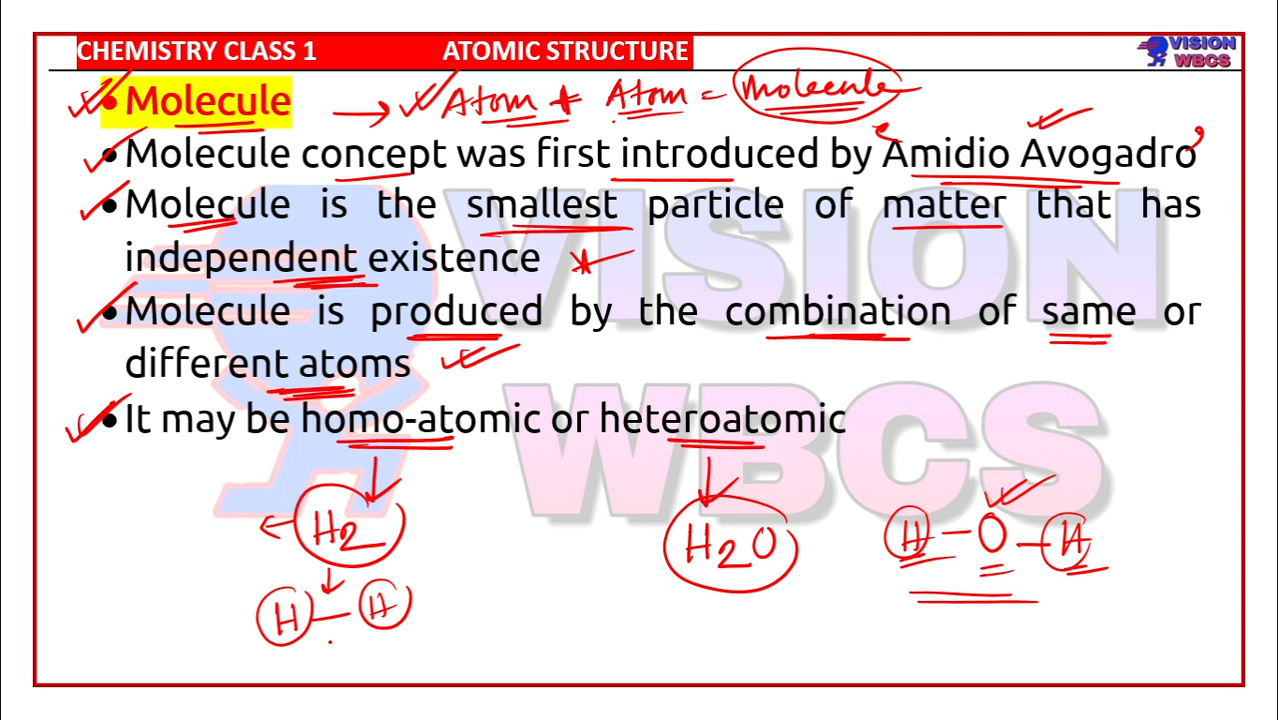 CHEMISTRY CLASS 1 ATOMIC STRUCTURE
VISION
WBCS
• Molecule → Atom + Atom = molecule
• Molecule concept was first introduced by Amidio Avogadro
• Molecule is the smallest particle of matter that has
independent existence
• Molecule is produced by the combination of same or
different atoms
• It may be homo-atomic or heteroatomic
H2 H2O H-O-H
H-H
VISION
WBCS